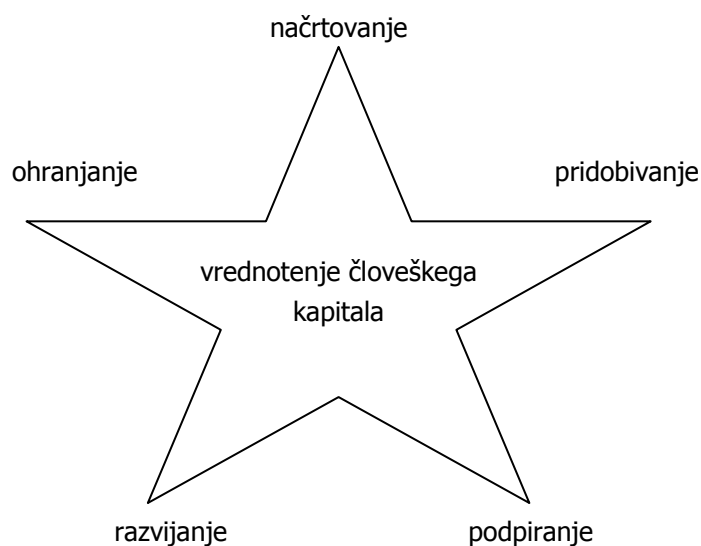 načrtovanje
ohranjanje
pridobivanje
vrednotenje človeškega
kapitala
razvijanje
podpiranje